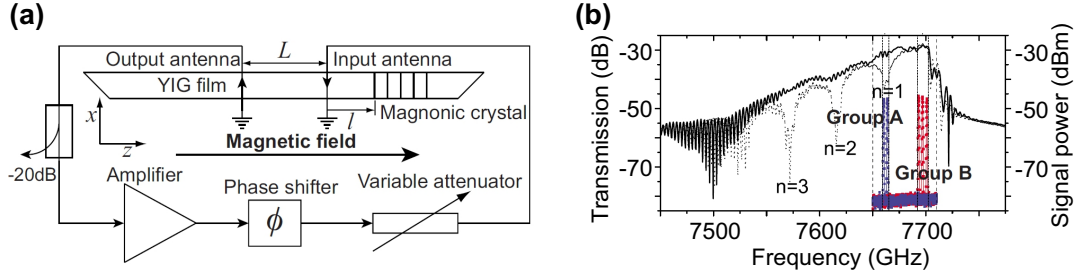 (a)
Output antenna
L
Input antenna
YIG film
x
z
l
Magnonic crystal
Magnetic field
-20dB
Amplifier
Phase shifter
Variable attenuator
ϕ
(b)
Transmission (dB)
Signal power (dBm)
-30
-50
-70
-30
-50
-70
n=1
Group A
n=2
Group B
n=3
7500
7600
7700
Frequency (GHz)